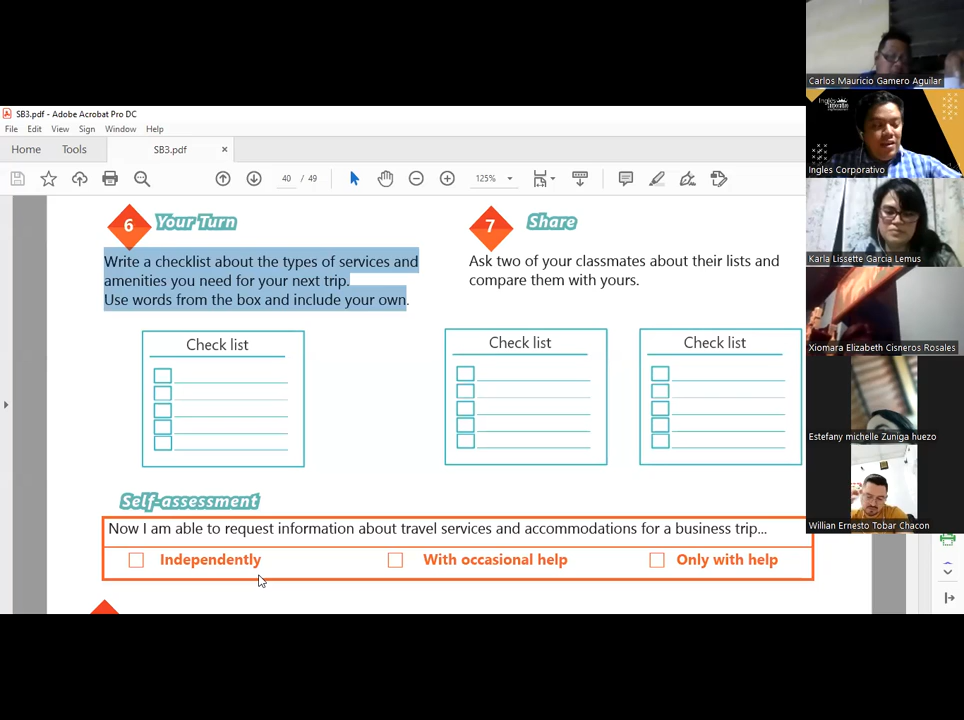 SB3.pdf - Adobe Acrobat Pro DC
File Edit View Sign Window Help
Home Tools SB3.pdf ×
40 / 49 125%
6 Your Turn
Write a checklist about the types of services and
amenities you need for your next trip.
Use words from the box and include your own.
Check list
7 Share
Ask two of your classmates about their lists and
compare them with yours.
Check list
Check list
Self-assessment
Now I am able to request information about travel services and accommodations for a business trip...
Independently With occasional help Only with help
Carlos Mauricio Gamero Aguilar
Ingles Corporativo
Karla Lissette Garcia Lemus
Xiomara Elizabeth Cisneros Rosales
Estefany michelle Zuniga huezo
Willian Ernesto Tobar Chacon